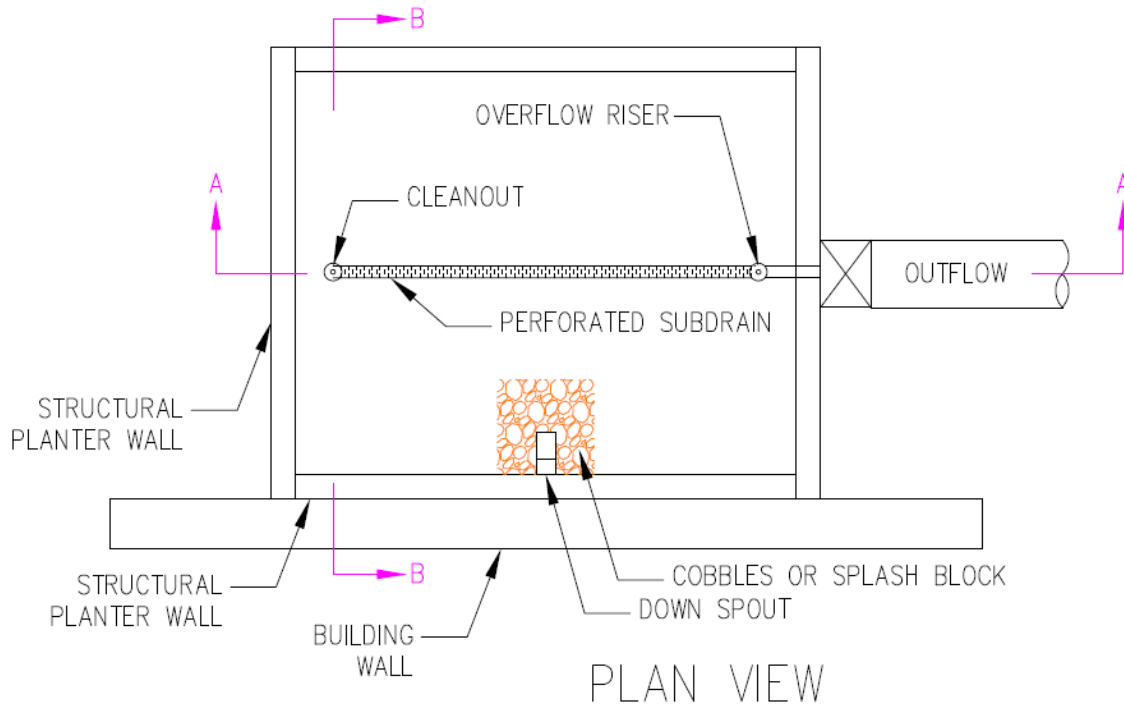 B
OVERFLOW RISER
A
CLEANOUT
A
OUTFLOW
PERFORATED SUBDRAIN
STRUCTURAL
PLANTER WALL
B
STRUCTURAL
PLANTER WALL
COBBLES OR SPLASH BLOCK
DOWN SPOUT
BUILDING
WALL
PLAN VIEW